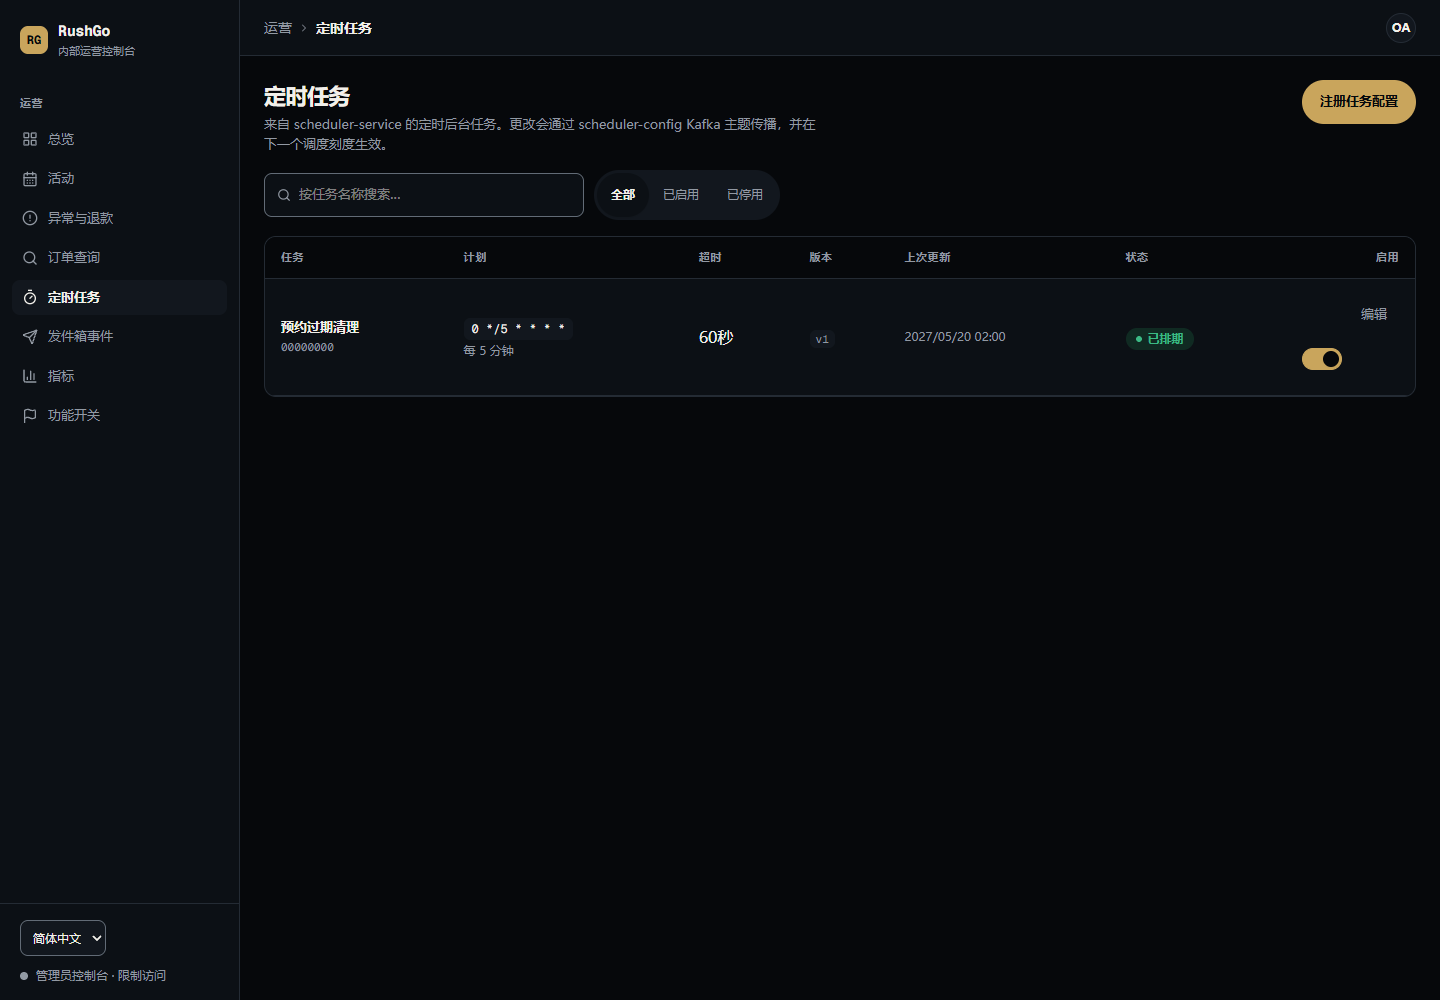 RG
RushGo
内部运营控制台
运营
总览
活动
异常与退款
订单查询
定时任务
发件箱事件
指标
功能开关
简体中文
管理员控制台 · 限制访问
运营 › 定时任务
OA
定时任务
来自 scheduler-service 的定时后台任务。更改会通过 scheduler-config Kafka 主题传播，并在
下一个调度刻度生效。
注册任务配置
按任务名称搜索...
全部 已启用 已停用
任务 计划 超时 版本 上次更新 状态 启用
预约过期清理
00000000
0 */5 * * * *
每 5 分钟
60秒
v1
2027/05/20 02:00
已排期
编辑